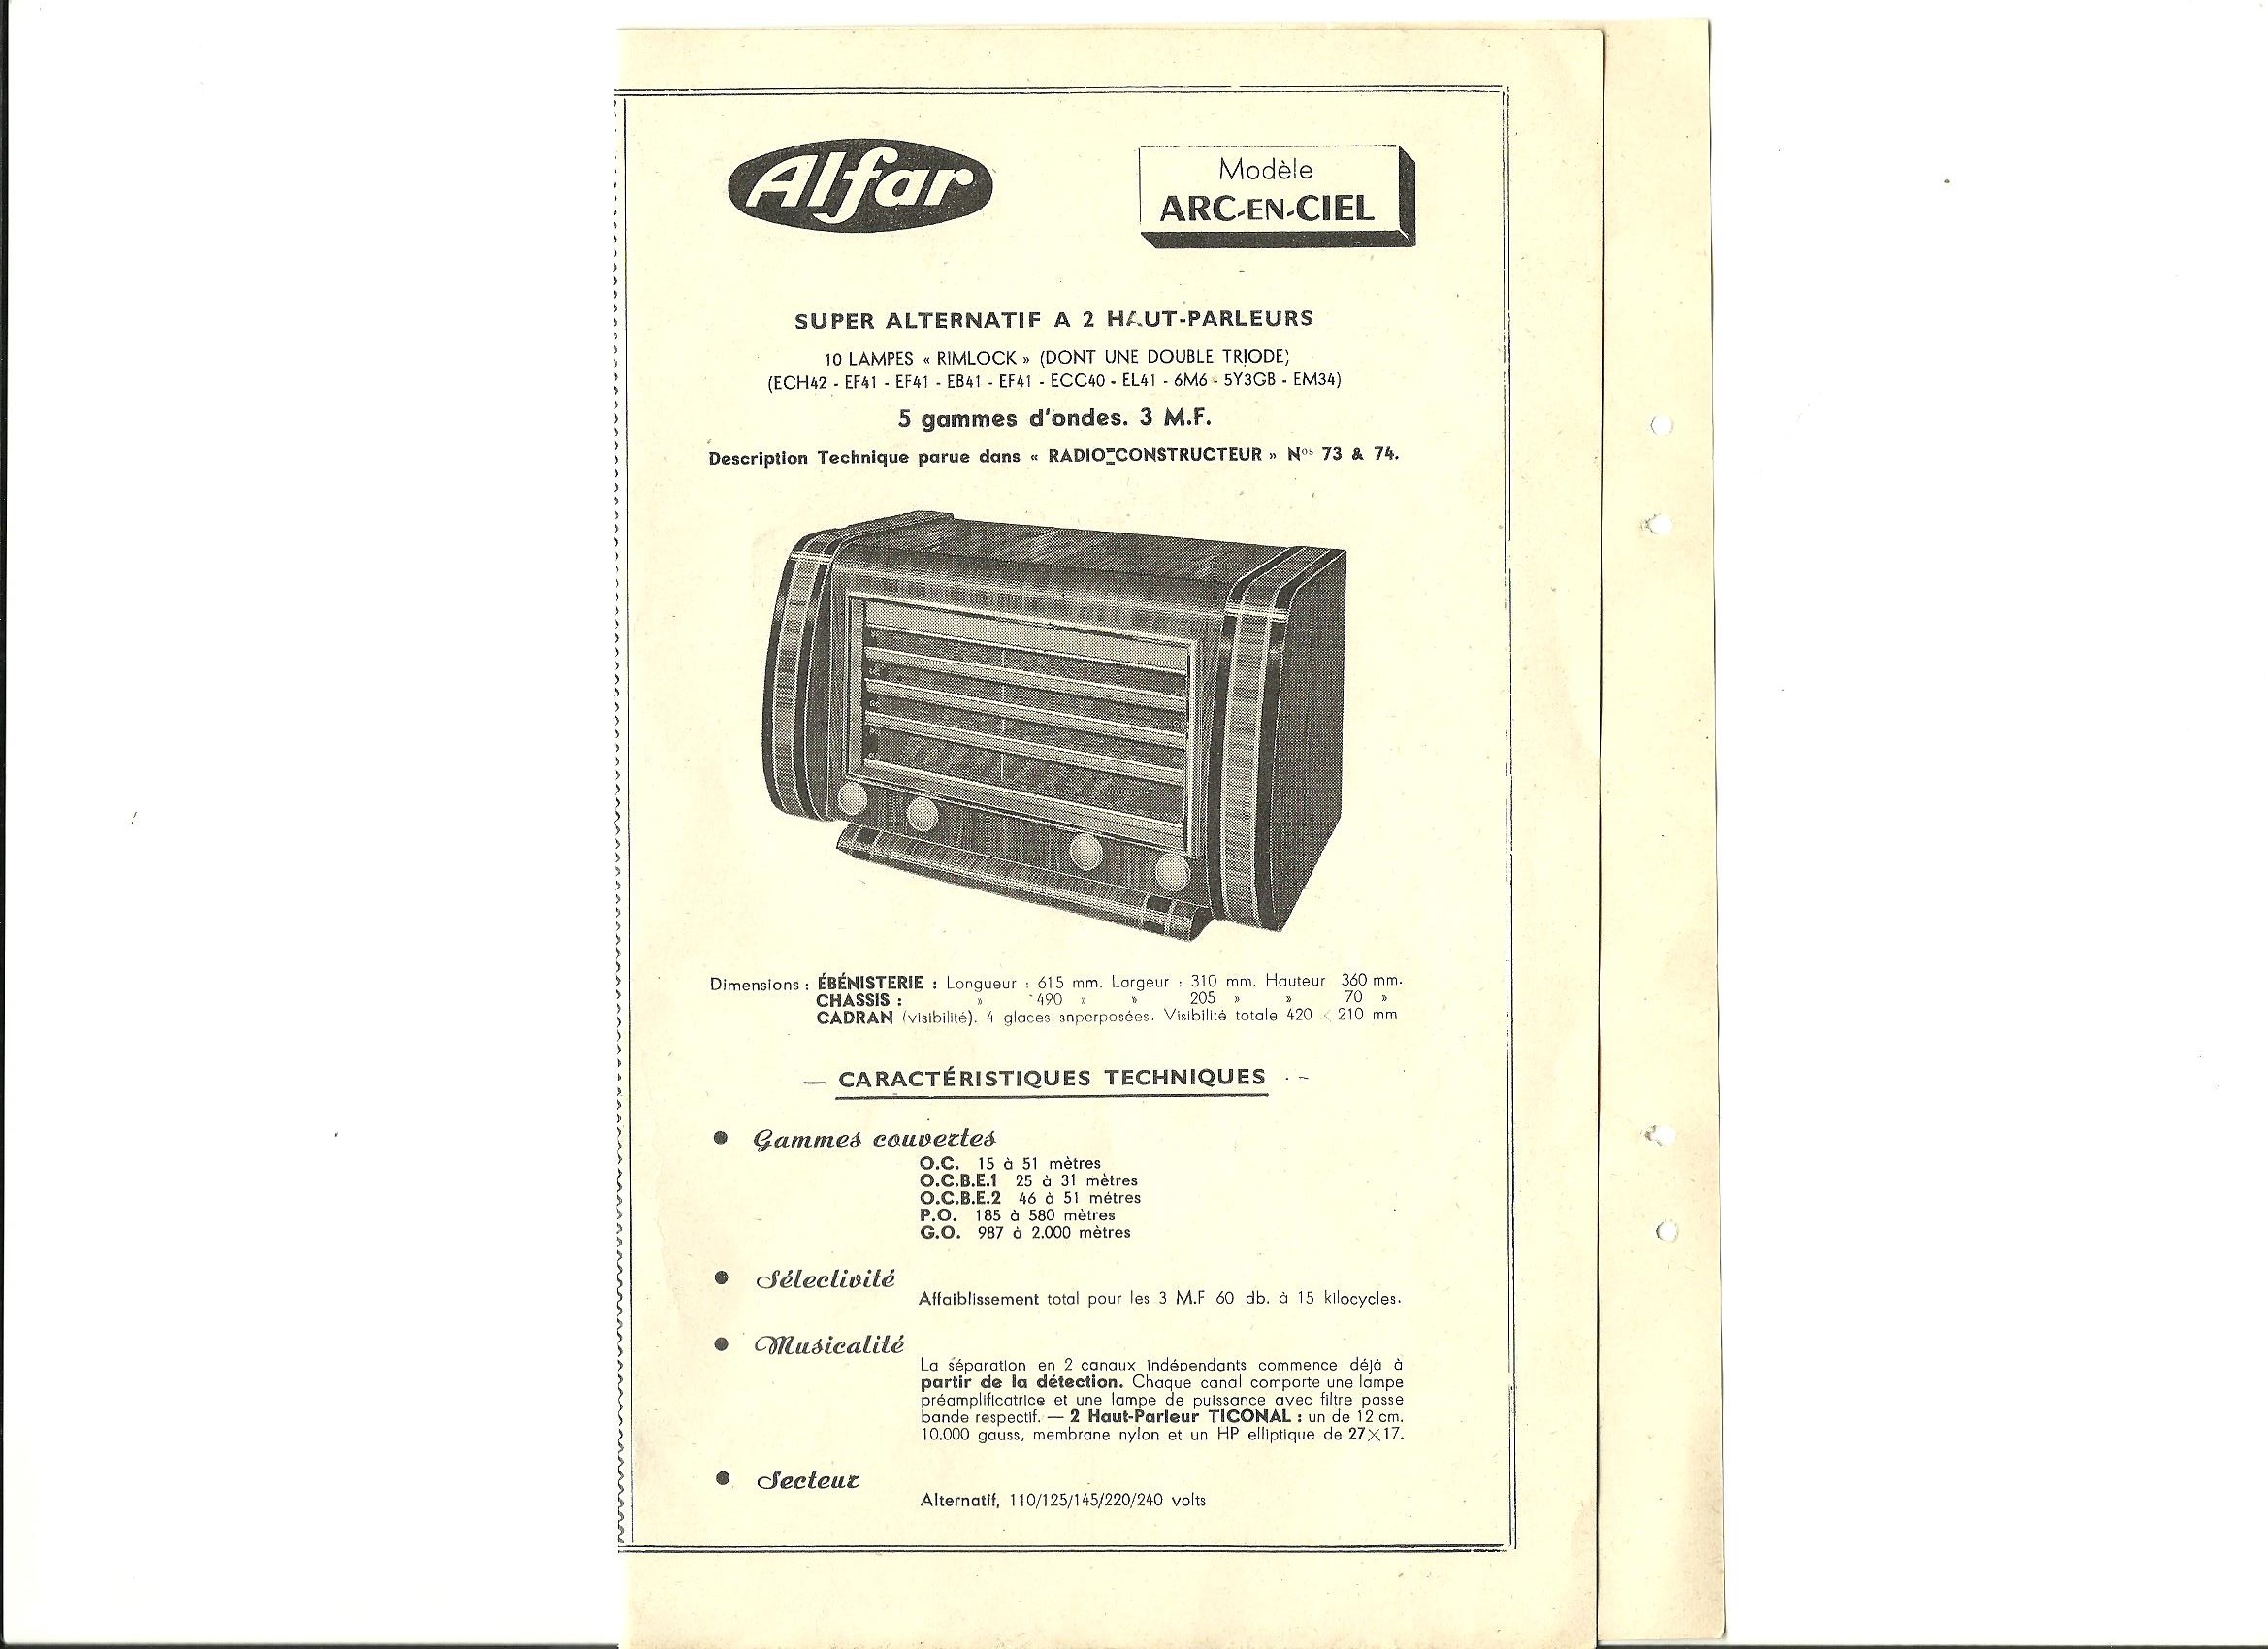 Alfar
Modèle
ARC-EN-CIEL
SUPER ALTERNATIF A 2 HAUT-PARLEURS
10 LAMPES « RIMLOCK » (DONT UNE DOUBLE TRIODE)
(ECH42 - EF41 - EF41 - EB41 - EF41 - ECC40 - EL41 - 6M6 - 5Y3GB - EM34)
5 gammes d'ondes. 3 M.F.
Description Technique parue dans « RADIO-CONSTRUCTEUR » Nos 73 & 74.
Dimensions : ÉBÉNISTERIE : Longueur : 615 mm. Largeur : 310 mm. Hauteur 360 mm.
CHASSIS : » 490 » » 205 » » 70 »
CADRAN (visibilité). 4 glaces snperposées. Visibilité totale 420 × 210 mm
— CARACTÉRISTIQUES TECHNIQUES -
• Gammes couvertes
O.C. 15 à 51 mètres
O.C.B.E.1 25 à 31 mètres
O.C.B.E.2 46 à 51 métres
P.O. 185 à 580 mètres
G.O. 987 à 2.000 mètres
• Sélectivité
Affaiblissement total pour les 3 M.F 60 db. à 15 kilocycles.
• Musicalité
La séparation en 2 canaux indépendants commence déjà à
partir de la détection. Chaque canal comporte une lampe
préamplificatrice et une lampe de puissance avec filtre passe
bande respectif. — 2 Haut-Parleur TICONAL : un de 12 cm.
10.000 gauss, membrane nylon et un HP elliptique de 27×17.
• Secteur
Alternatif, 110/125/145/220/240 volts